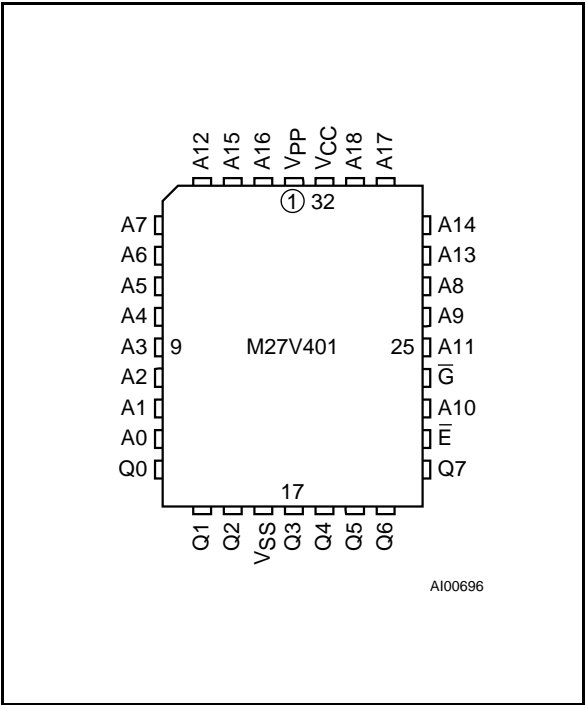 A12 A15 A16 VPP VCC A18 A17
1 32
A7 A14
A6 A13
A5 A8
A4 A9
A3 9 M27V401 25 A11
A2 G̅
A1 A10
A0 E̅
Q0 Q7
17
Q1 Q2 VSS Q3 Q4 Q5 Q6
AI00696